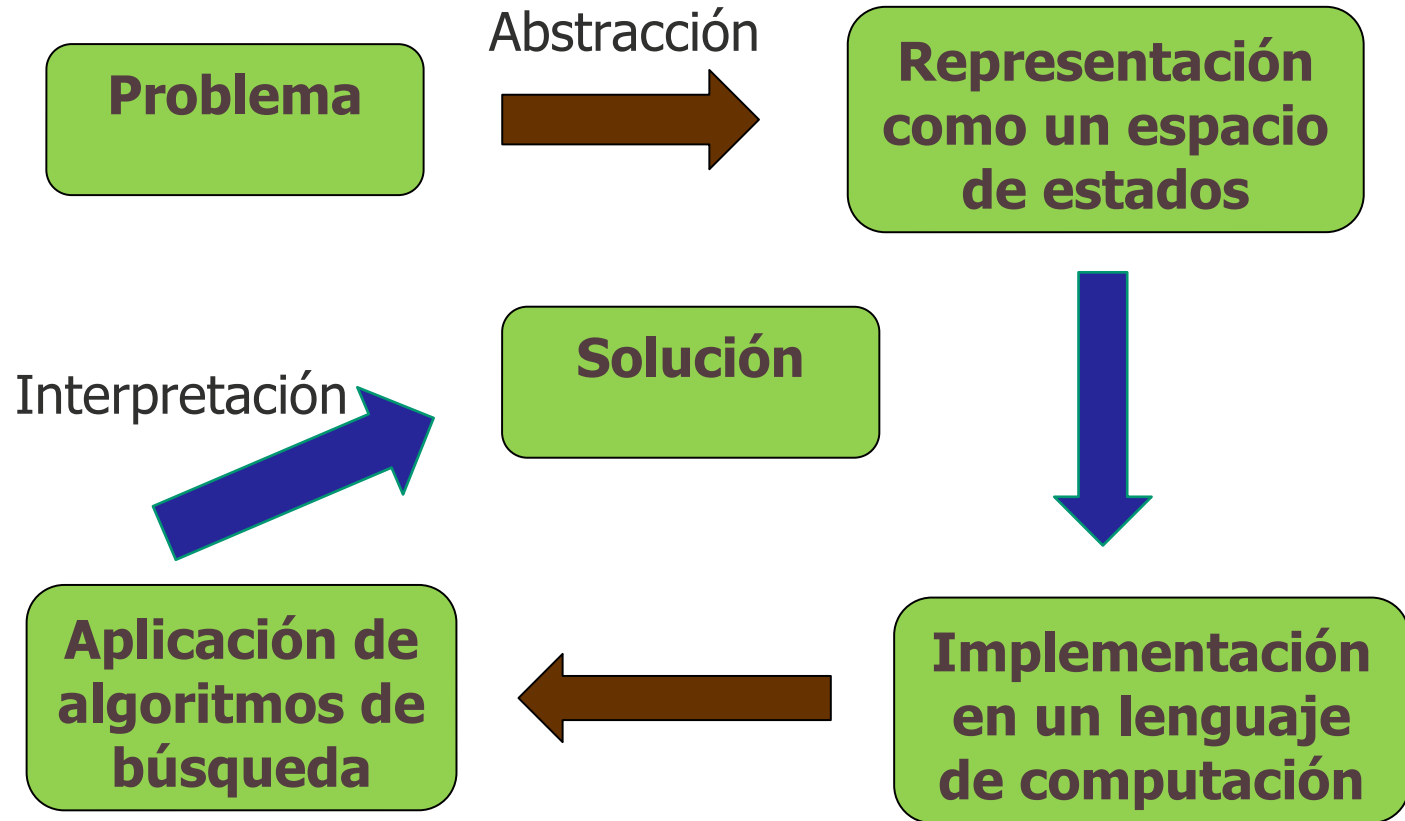 Problema
Abstracción
Representación
como un espacio
de estados
Solución
Interpretación
Aplicación de
algoritmos de
búsqueda
Implementación
en un lenguaje
de computación